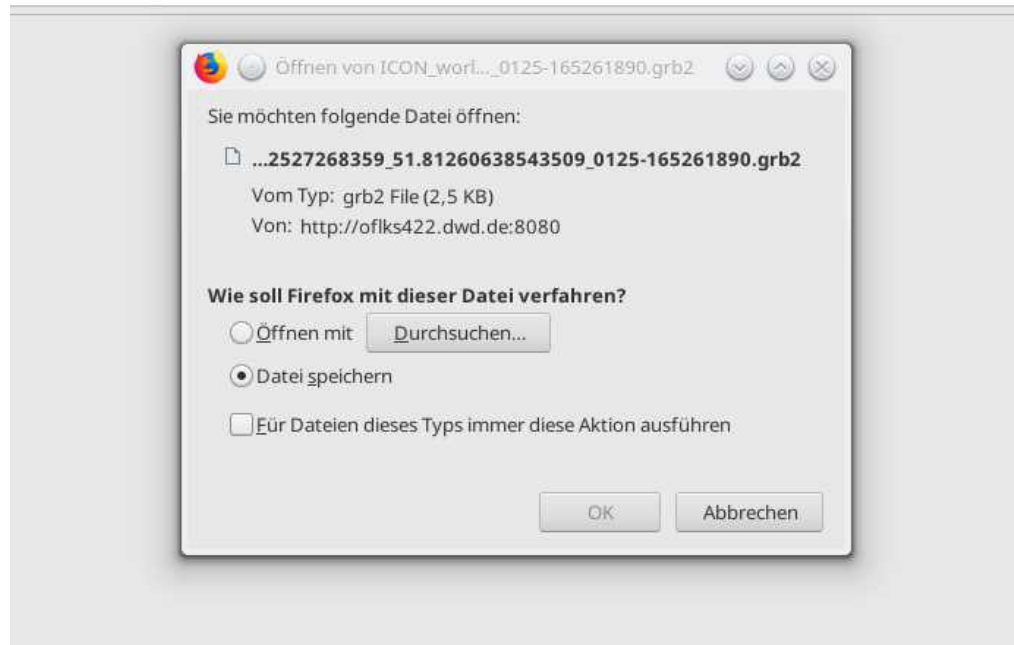 Öffnen von ICON_worl..._0125-165261890.grb2
Sie möchten folgende Datei öffnen:
...2527268359_51.81260638543509_0125-165261890.grb2
Vom Typ: grb2 File (2,5 KB)
Von: http://oflks422.dwd.de:8080
Wie soll Firefox mit dieser Datei verfahren?
Öffnen mit Durchsuchen...
Datei speichern
Für Dateien dieses Typs immer diese Aktion ausführen
OK Abbrechen